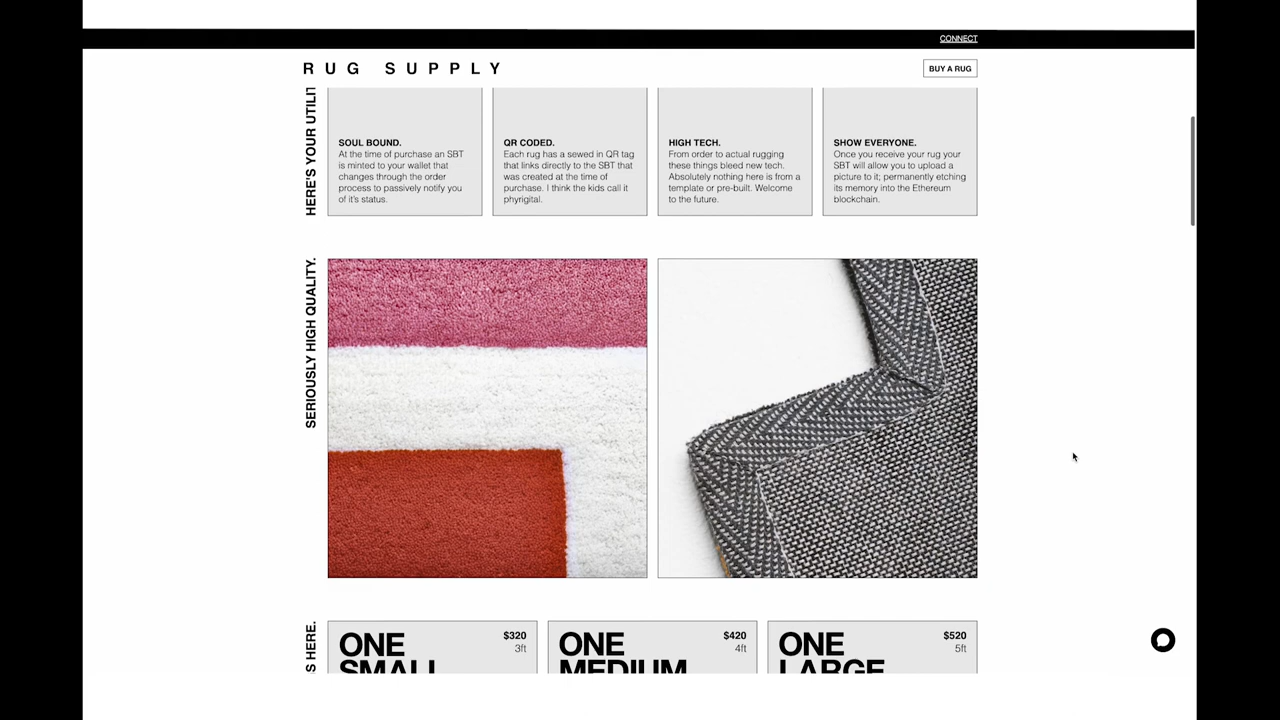 CONNECT
RUG SUPPLY
BUY A RUG
HERE'S YOUR UTILI
SOUL BOUND.
At the time of purchase an SBT
is minted to your wallet that
changes through the order
process to passively notify you
of it's status.
QR CODED.
Each rug has a sewed in QR tag
that links directly to the SBT that
was created at the time of
purchase. I think the kids call it
phyrigital.
HIGH TECH.
From order to actual rugging
these things bleed new tech.
Absolutely nothing here is from a
template or pre-built. Welcome
to the future.
SHOW EVERYONE.
Once you receive your rug your
SBT will allow you to upload a
picture to it; permanently etching
its memory into the Ethereum
blockchain.
SERIOUSLY HIGH QUALITY.
S HERE.
ONE
SMALL
$320
3ft
ONE
MEDIUM
$420
4ft
ONE
LARGE
$520
5ft